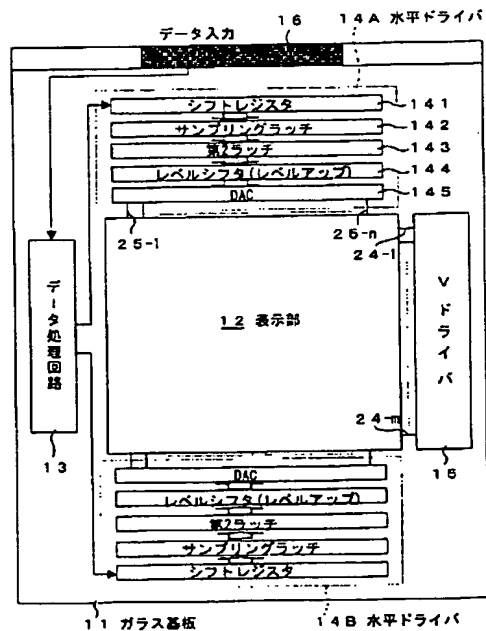 データ入力
16
14A 水平ドライバ
シフトレジスタ
141
サンプリングラッチ
142
第2ラッチ
143
レベルシフタ(レベルアップ)
144
DAC
145
25-1
25-n
24-1
データ処理回路
12 表示部
Vドライバ
24-m
13
15
DAC
レベルシフタ(レベルアップ)
第2ラッチ
サンプリングラッチ
シフトレジスタ
11 ガラス基板
14B 水平ドライバ